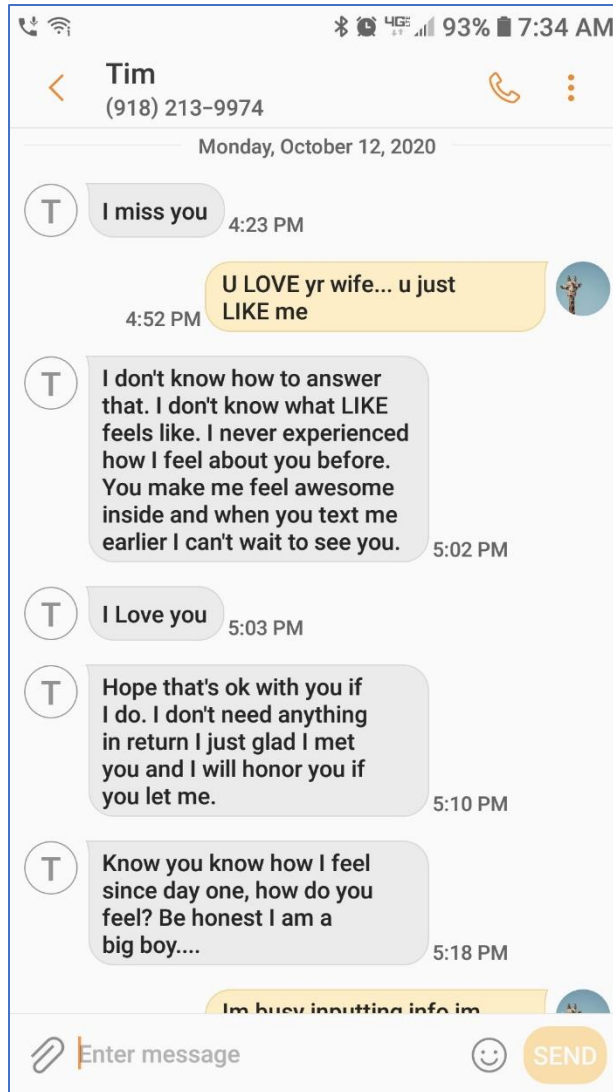 4GE 93% 7:34 AM
Tim
(918) 213-9974
Monday, October 12, 2020
T
I miss you
4:23 PM
U LOVE yr wife... u just
LIKE me
4:52 PM
T
I don't know how to answer
that. I don't know what LIKE
feels like. I never experienced
how I feel about you before.
You make me feel awesome
inside and when you text me
earlier I can't wait to see you.
5:02 PM
T
I Love you
5:03 PM
T
Hope that's ok with you if
I do. I don't need anything
in return I just glad I met
you and I will honor you if
you let me.
5:10 PM
T
Know you know how I feel
since day one, how do you
feel? Be honest I am a
big boy....
5:18 PM
Im busy inputting info im
Enter message
SEND